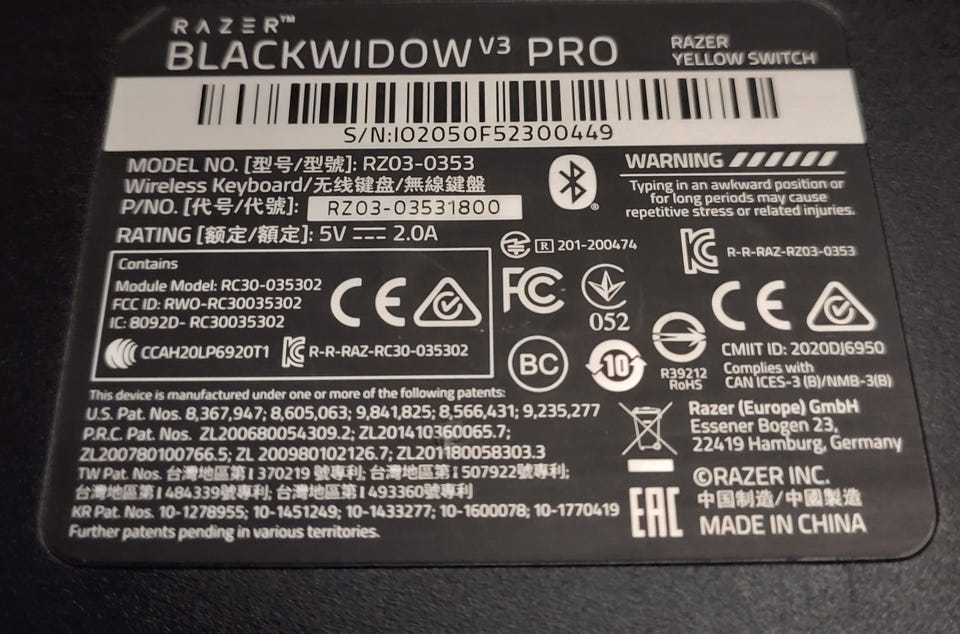 RAZER™
BLACKWIDOW V3 PRO
RAZER
YELLOW SWITCH
S/N:IO2050F52300449
MODEL NO. [型号/型號]: RZ03-0353
Wireless Keyboard/无线键盘/無線鍵盤
P/NO. [代号/代號]: RZ03-03531800
RATING [额定/額定]: 5V ⎓ 2.0A
®
WARNING
Typing in an awkward position or
for long periods may cause
repetitive stress or related injuries.
R 201-200474
R-R-RAZ-RZ03-0353
Contains
Module Model: RC30-035302
FCC ID: RWO-RC30035302
IC: 8092D- RC30035302
CE
CCAH20LP6920T1
R-R-RAZ-RC30-035302
FC
052
BC
10
R39212
RoHS
CE
CMIIT ID: 2020DJ6950
Complies with
CAN ICES-3 (B)/NMB-3(B)
This device is manufactured under one or more of the following patents:
U.S. Pat. Nos. 8,367,947; 8,605,063; 9,841,825; 8,566,431; 9,235,277
P.R.C. Pat. Nos. ZL200680054309.2; ZL201410360065.7;
ZL200780100766.5; ZL 200980102126.7; ZL201180058303.3
TW Pat. Nos. 台灣地區第 I 370219 號專利; 台灣地區第 I 507922 號專利;
台灣地區第 I 484339號專利; 台灣地區第 I 493360號專利
KR Pat. Nos. 10-1278955; 10-1451249; 10-1433277; 10-1600078; 10-1770419
Further patents pending in various territories.
Razer (Europe) GmbH
Essener Bogen 23,
22419 Hamburg, Germany
EAC
©RAZER INC.
中国制造/中國製造
MADE IN CHINA